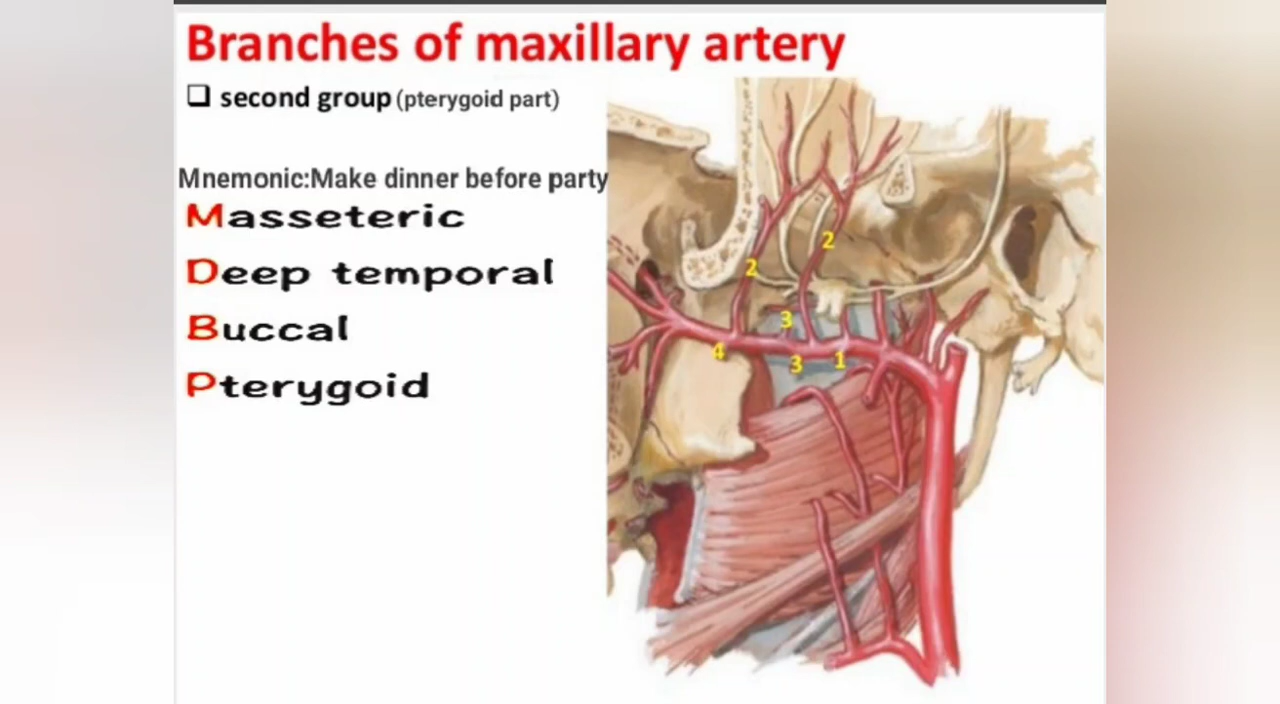 Branches of maxillary artery
❑ second group (pterygoid part)
Mnemonic:Make dinner before party
Masseteric
Deep temporal
Buccal
Pterygoid
2
2
3
4
3
1